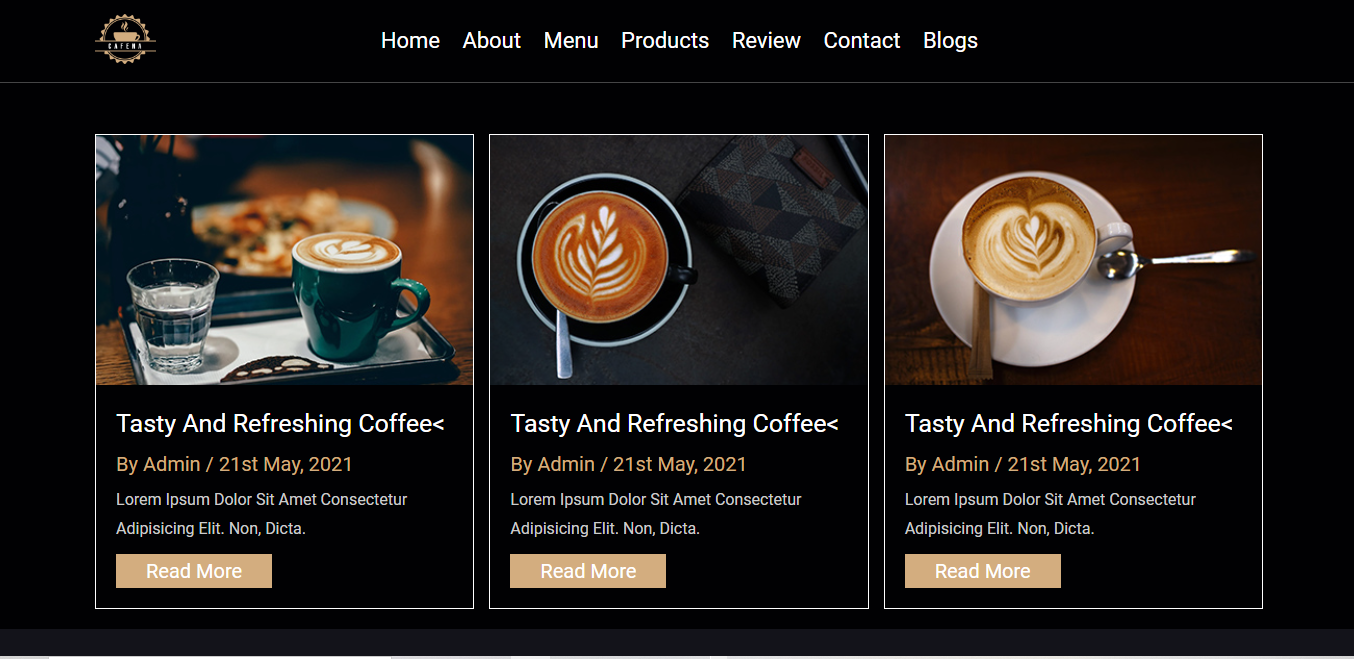 CAFENA
Home About Menu Products Review Contact Blogs
Tasty And Refreshing Coffee<
By Admin / 21st May, 2021
Lorem Ipsum Dolor Sit Amet Consectetur
Adipisicing Elit. Non, Dicta.
Read More
Tasty And Refreshing Coffee<
By Admin / 21st May, 2021
Lorem Ipsum Dolor Sit Amet Consectetur
Adipisicing Elit. Non, Dicta.
Read More
Tasty And Refreshing Coffee<
By Admin / 21st May, 2021
Lorem Ipsum Dolor Sit Amet Consectetur
Adipisicing Elit. Non, Dicta.
Read More